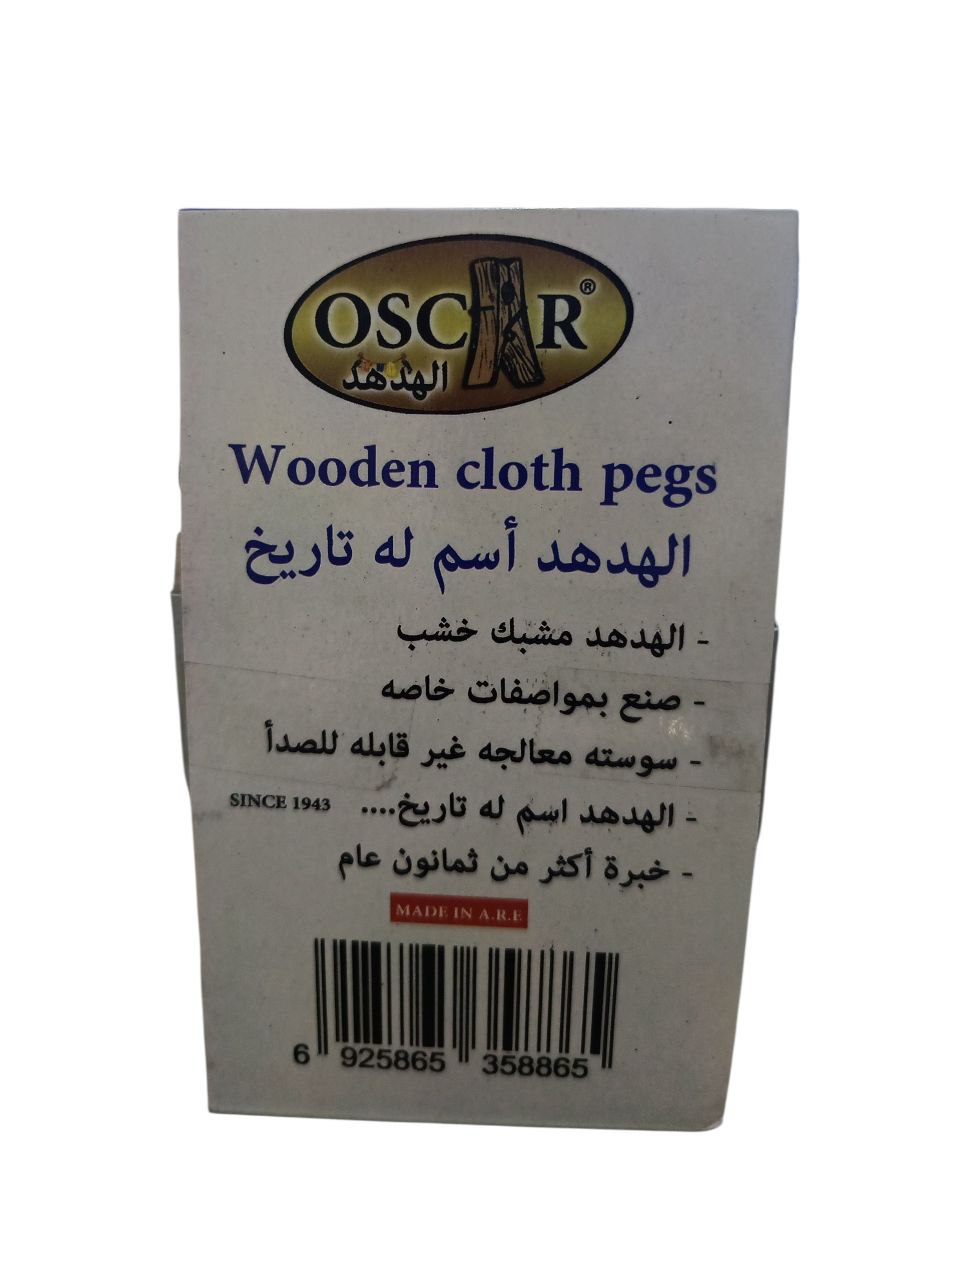 OSCAR®
الهدهد
Wooden cloth pegs
الهدهد أسم له تاريخ
- الهدهد مشبك خشب
- صنع بمواصفات خاصه
- سوسته معالجه غير قابله للصدأ
- الهدهد اسم له تاريخ.... SINCE 1943
- خبرة أكثر من ثمانون عام
MADE IN A.R.E
6 925865 358865